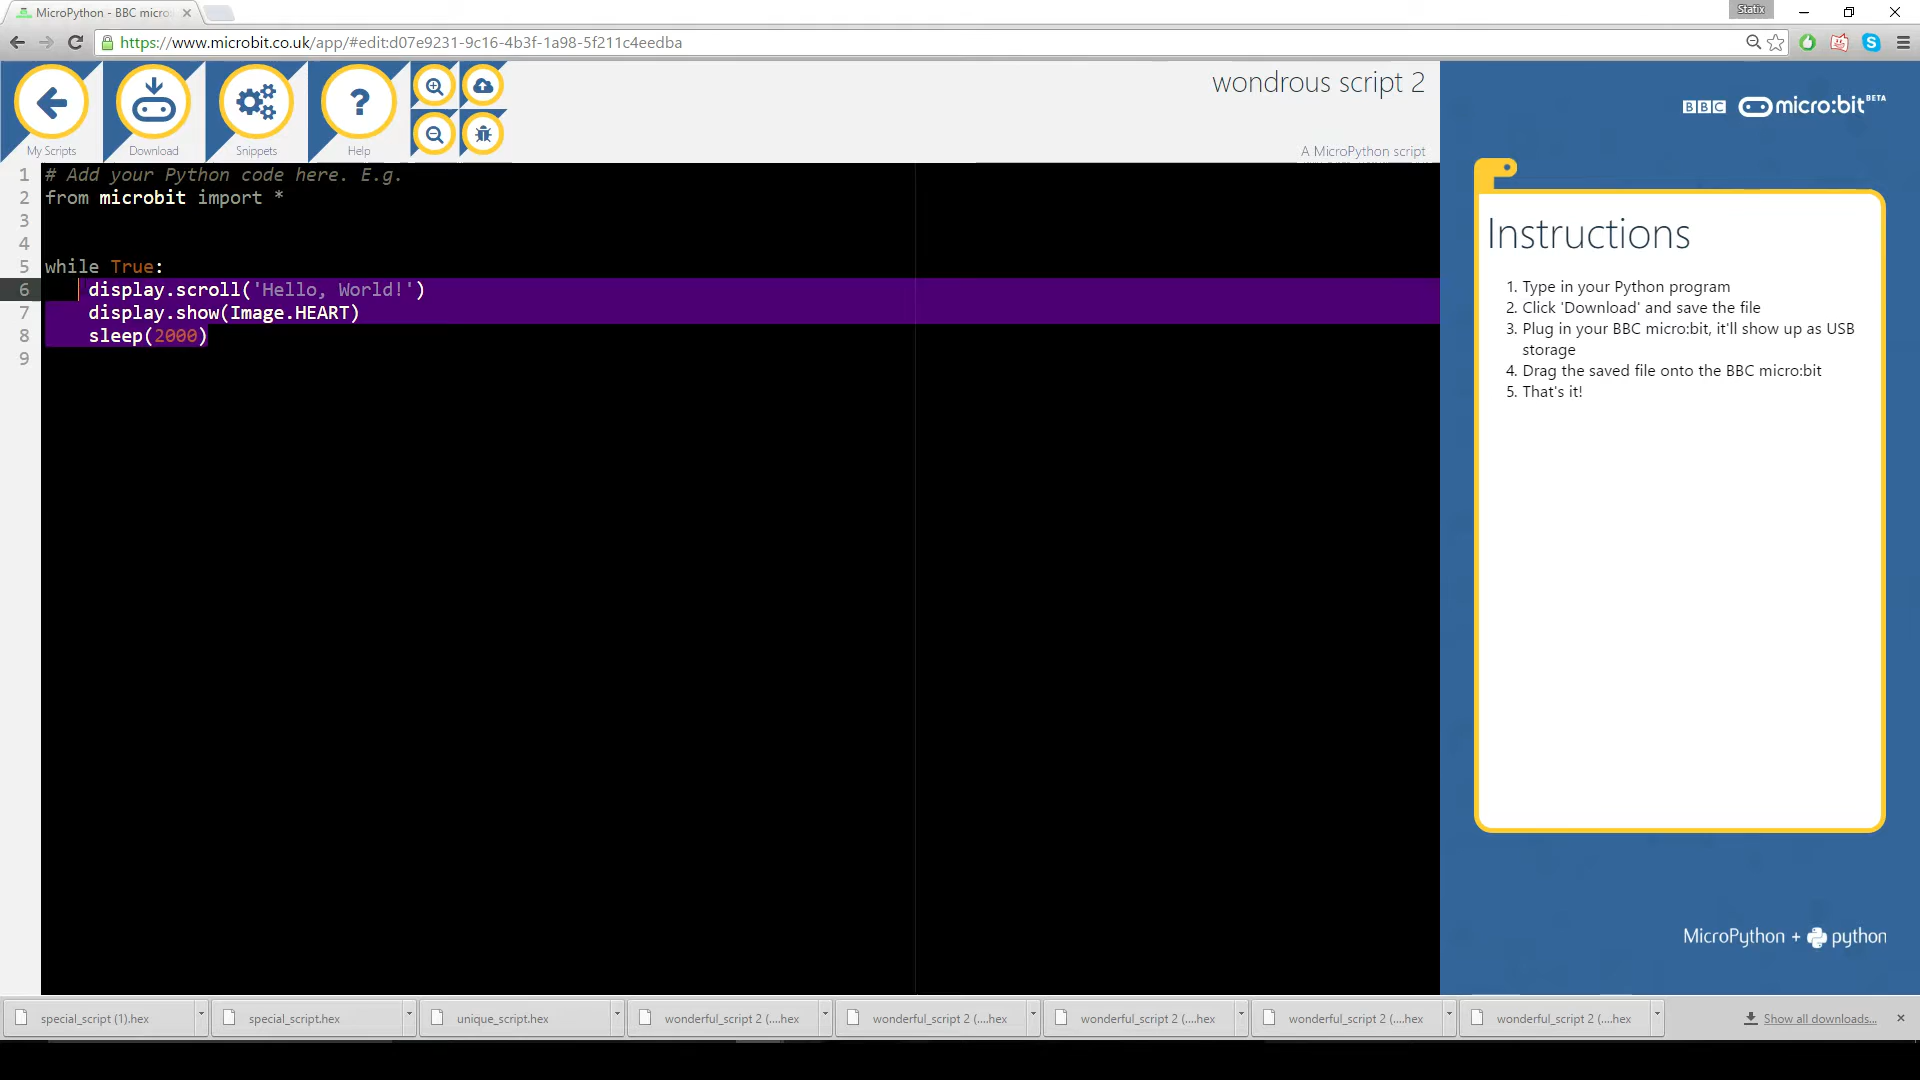 MicroPython - BBC micro
Statix
https://www.microbit.co.uk/app/#edit:d07e9231-9c16-4b3f-1a98-5f211c4eedba
My Scripts
Download
Snippets
?
Help
wondrous script 2
A MicroPython script
BBC micro:bit BETA
1 # Add your Python code here. E.g.
2 from microbit import *
3
4
5 while True:
6     display.scroll('Hello, World!')
7     display.show(Image.HEART)
8     sleep(2000)
9
Instructions
1. Type in your Python program
2. Click 'Download' and save the file
3. Plug in your BBC micro:bit, it'll show up as USB
storage
4. Drag the saved file onto the BBC micro:bit
5. That's it!
MicroPython + python
special_script (1).hex
special_script.hex
unique_script.hex
wonderful_script 2 (....hex
wonderful_script 2 (....hex
wonderful_script 2 (....hex
wonderful_script 2 (....hex
wonderful_script 2 (....hex
Show all downloads...